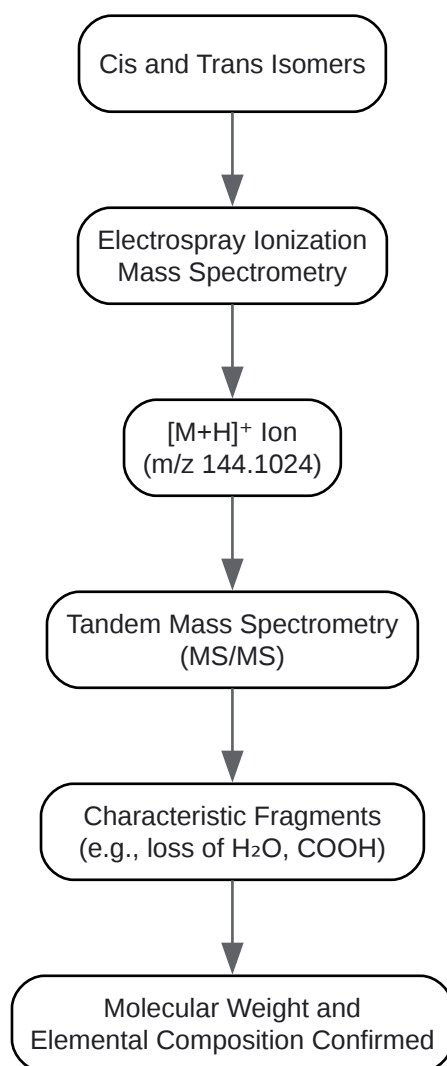 Cis and Trans Isomers
Electrospray Ionization
Mass Spectrometry
[M+H]⁺ Ion
(m/z 144.1024)
Tandem Mass Spectrometry
(MS/MS)
Characteristic Fragments
(e.g., loss of H₂O, COOH)
Molecular Weight and
Elemental Composition Confirmed